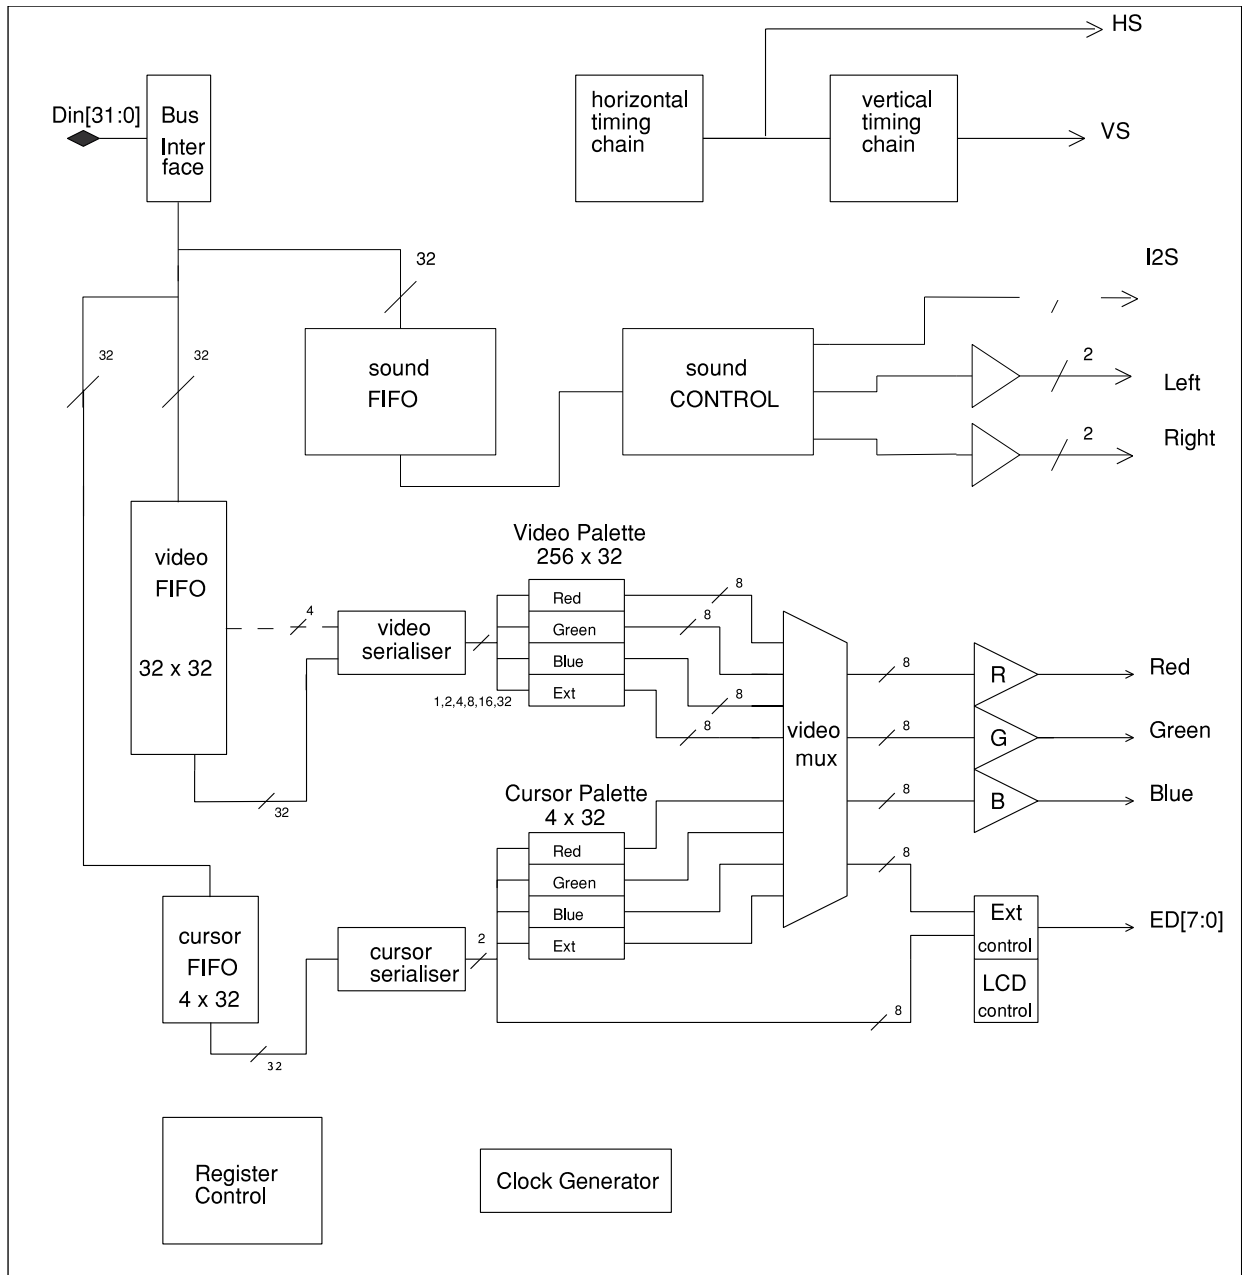 HS
Din[31:0]
Bus
Inter
face
horizontal
timing
chain
vertical
timing
chain
VS
32
I2S
32
32
sound
FIFO
sound
CONTROL
2
Left
2
Right
video
FIFO
32 x 32
Video Palette
256 x 32
4
video
serialiser
1,2,4,8,16,32
Red
Green
Blue
Ext
8
8
8
8
video
mux
8
R
Red
8
G
Green
8
B
Blue
32
Cursor Palette
4 x 32
Red
Green
Blue
Ext
8
cursor
FIFO
4 x 32
cursor
serialiser
2
8
Ext
control
LCD
control
ED[7:0]
32
Register
Control
Clock Generator